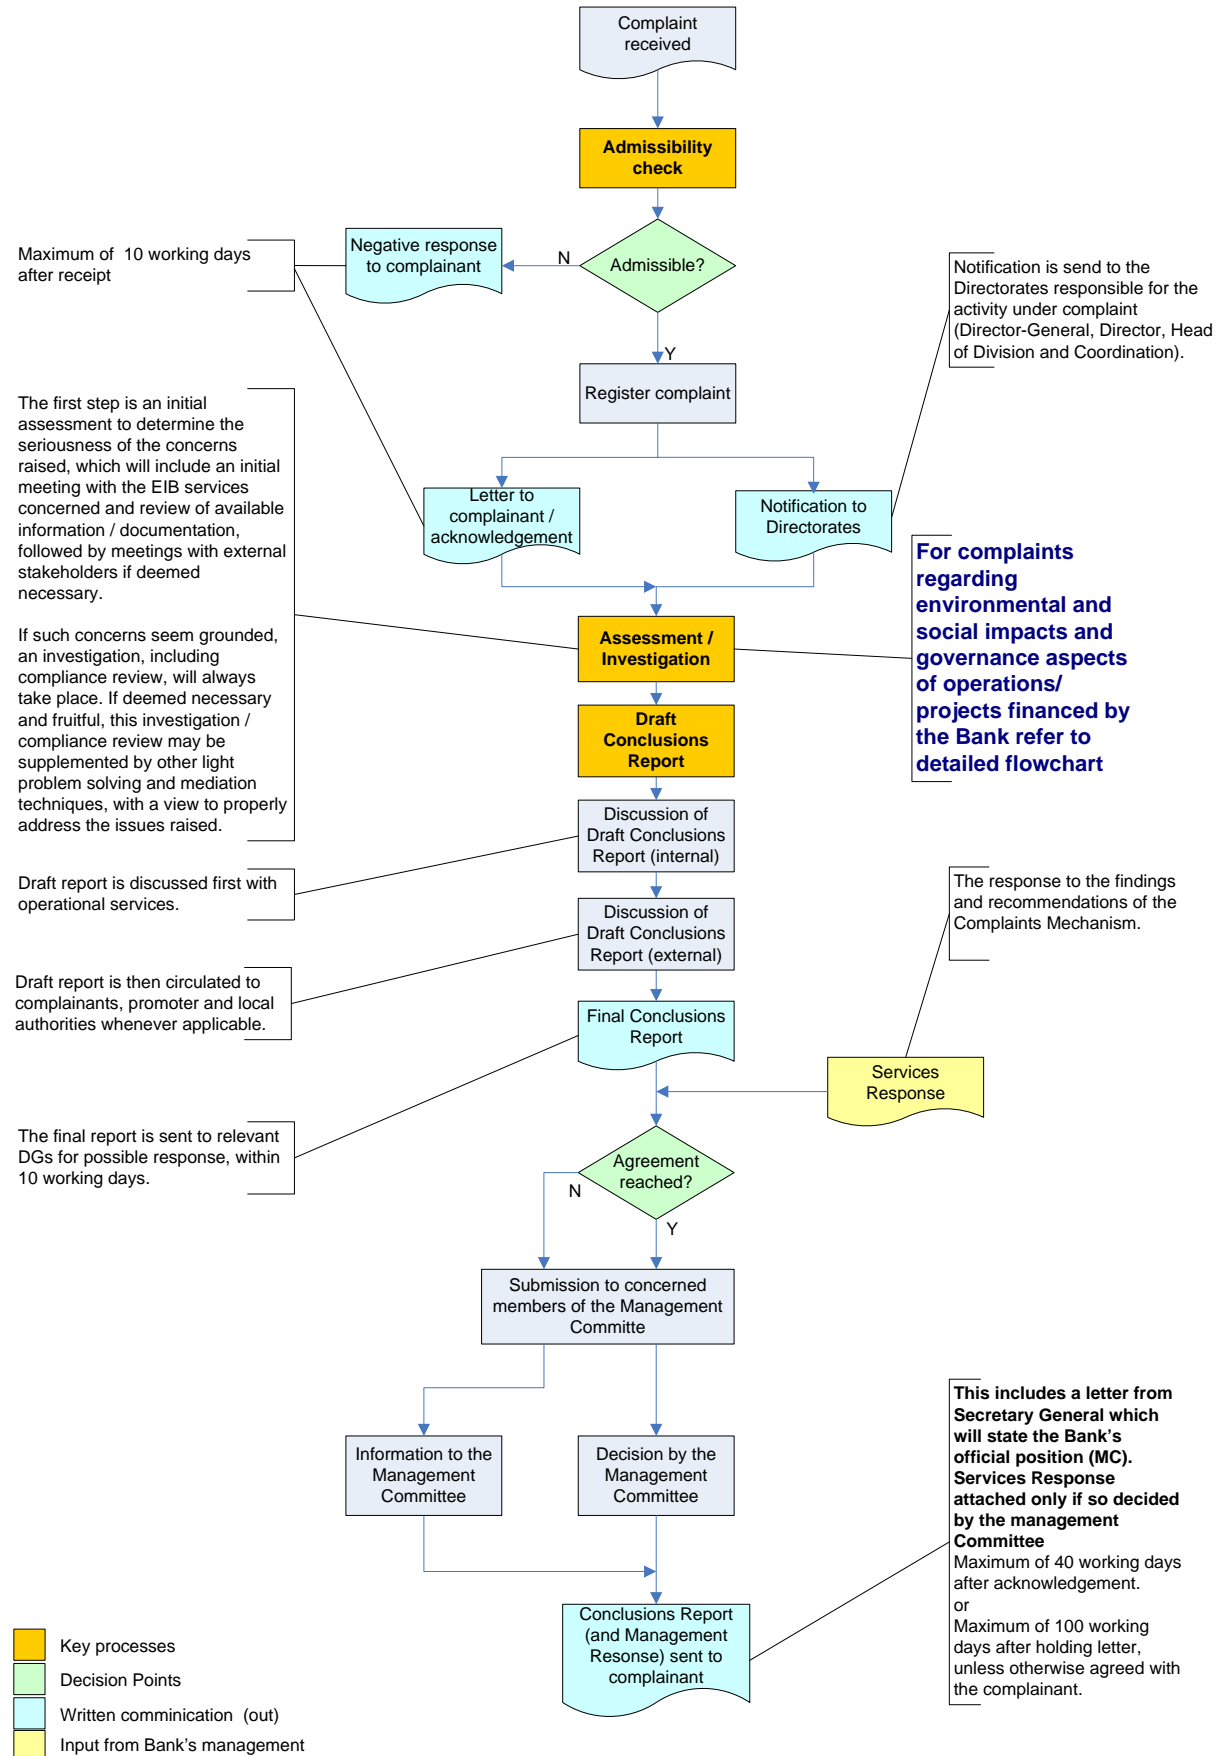 Complaint
received
Admissibility
check
Maximum of  10 working days
after receipt
Negative response
to complainant
N
Admissible?
Notification is send to the
Directorates responsible for the
activity under complaint
(Director-General, Director, Head
of Division and Coordination).
Y
Register complaint
The first step is an initial
assessment to determine the
seriousness of the concerns
raised, which will include an initial
meeting with the EIB services
concerned and review of available
information / documentation,
followed by meetings with external
stakeholders if deemed
necessary.
If such concerns seem grounded,
an investigation, including
compliance review, will always
take place. If deemed necessary
and fruitful, this investigation /
compliance review may be
supplemented by other light
problem solving and mediation
techniques, with a view to properly
address the issues raised.
Letter to
complainant /
acknowledgement
Notification to
Directorates
For complaints
regarding
environmental and
social impacts and
governance aspects
of operations/
projects financed by
the Bank refer to
detailed flowchart
Assessment /
Investigation
Draft
Conclusions
Report
Discussion of
Draft Conclusions
Report (internal)
Draft report is discussed first with
operational services.
Discussion of
Draft Conclusions
Report (external)
The response to the findings
and recommendations of the
Complaints Mechanism.
Draft report is then circulated to
complainants, promoter and local
authorities whenever applicable.
Final Conclusions
Report
Services
Response
The final report is sent to relevant
DGs for possible response, within
10 working days.
Agreement
reached?
N
Y
Submission to concerned
members of the Management
Committe
Information to the
Management
Committee
Decision by the
Management
Committee
This includes a letter from
Secretary General which
will state the Bank's
official position (MC).
Services Response
attached only if so decided
by the management
Committee
Maximum of 40 working days
after acknowledgement.
or
Maximum of 100 working
days after holding letter,
unless otherwise agreed with
the complainant.
Conclusions Report
(and Management
Resonse) sent to
complainant
Key processes
Decision Points
Written comminication  (out)
Input from Bank's management